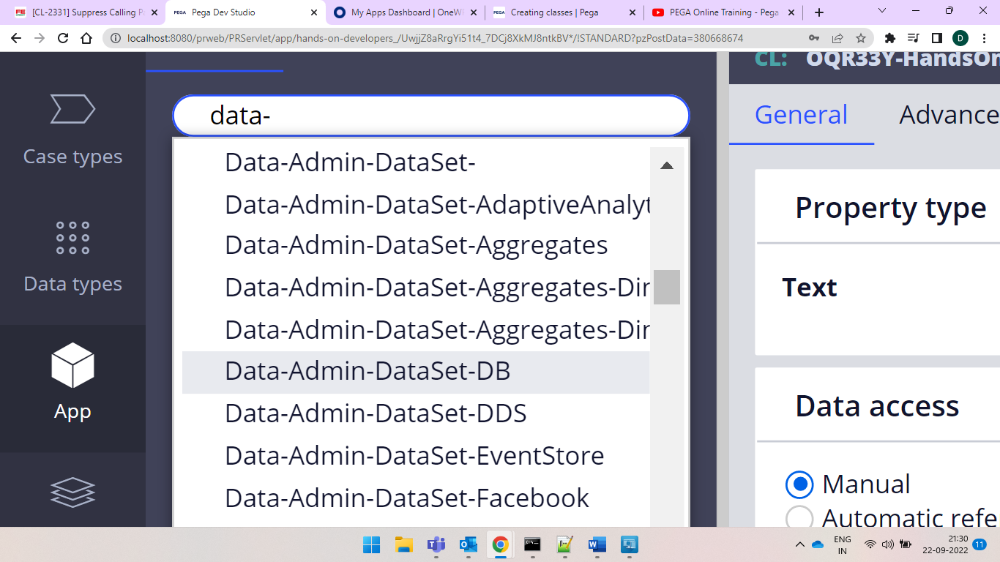 [CL-2331] Suppress Calling P
Pega Dev Studio
My Apps Dashboard | OneW
Creating classes | Pega
PEGA Online Training - Pega
localhost:8080/prweb/PRServlet/app/hands-on-developers_/UwjjZ8aRrgYi51t4_7DCj8XkMJ8ntkBV*/!STANDARD?pzPostData=380668674
D
CL: OQR33Y-HandsOn
data-
General Advance
Case types
Data-Admin-DataSet-
Data-Admin-DataSet-AdaptiveAnalyt
Data-Admin-DataSet-Aggregates
Data-Admin-DataSet-Aggregates-Dir
Data-Admin-DataSet-Aggregates-Dir
Data-Admin-DataSet-DB
Data-Admin-DataSet-DDS
Data-Admin-DataSet-EventStore
Data-Admin-DataSet-Facebook
Data types
App
Property type
Text
Data access
Manual
Automatic refe
ENG
IN
21:30
22-09-2022
11